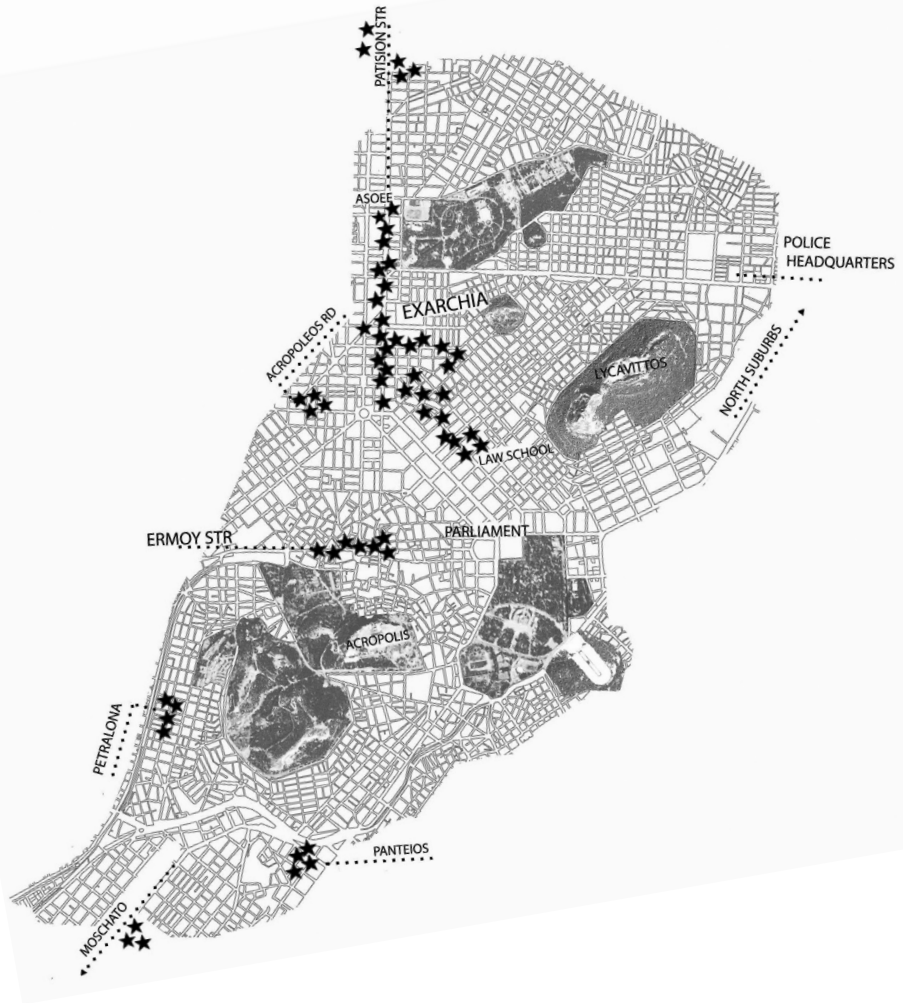 PATISION STR
ASOEE
POLICE
HEADQUARTERS
EXARCHIA
ACROPOLEOS RD
LYCAVITTOS
NORTH SUBURBS
LAW SCHOOL
PARLIAMENT
ERMOY STR
ACROPOLIS
PETRALONA
PANTEIOS
MOSCHATO